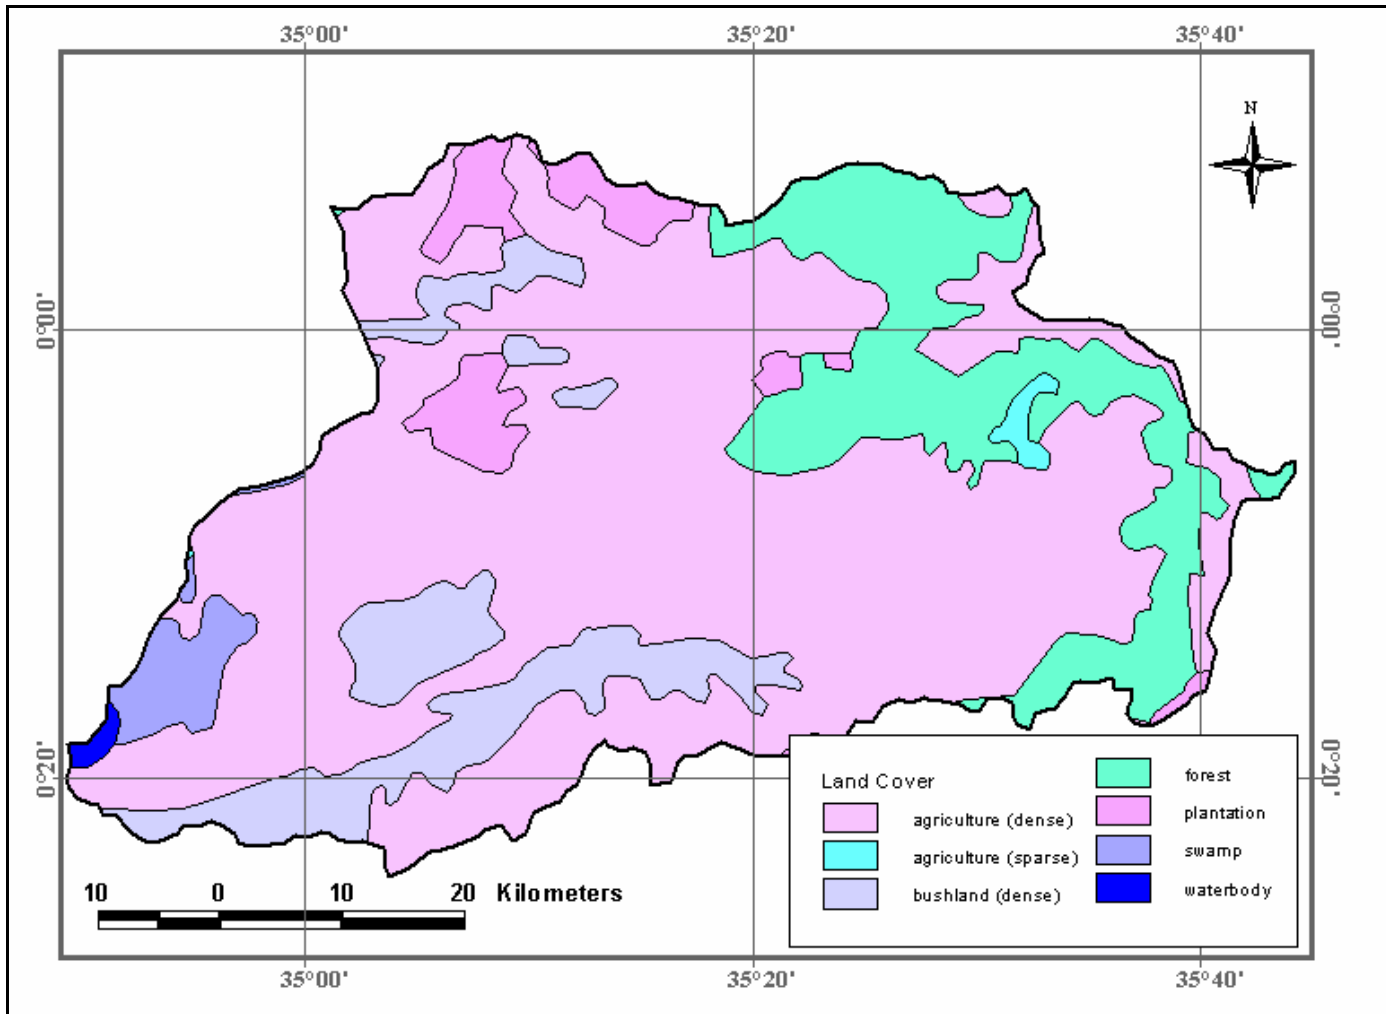 35°00' 35°20' 35°40'
N
0°00' 0°00'
0°20' 0°20'
Land Cover
agriculture (dense)
agriculture (sparse)
bushland (dense)
forest
plantation
swamp
waterbody
10 0 10 20 Kilometers
35°00' 35°20' 35°40'